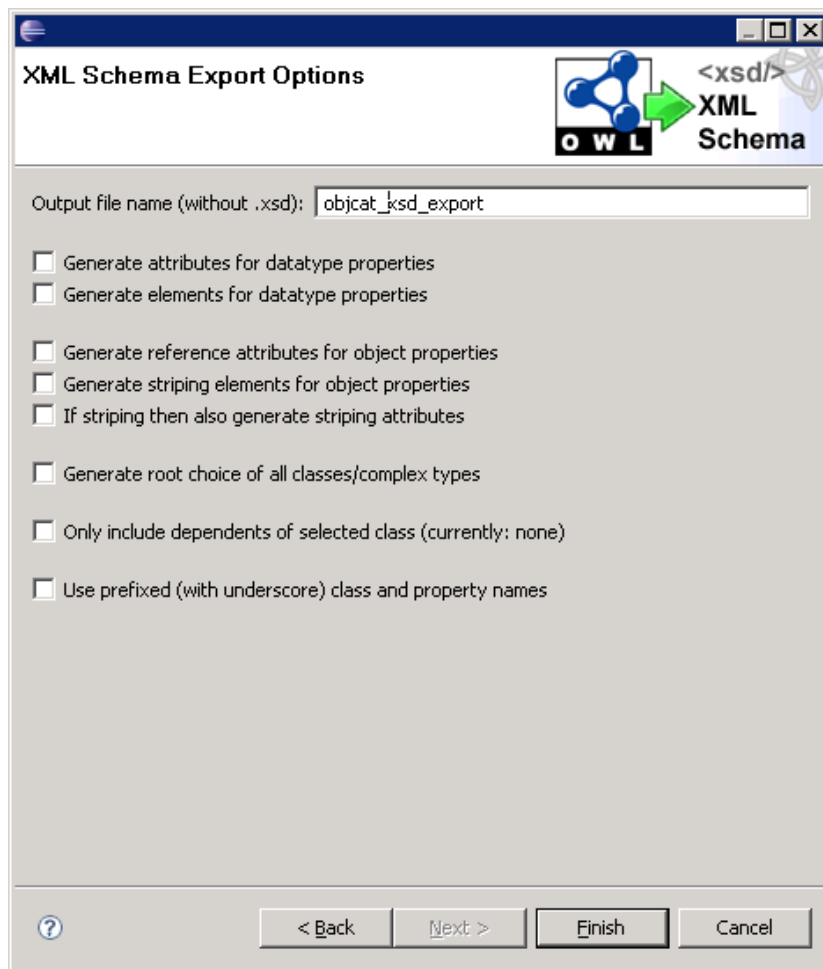 XML Schema Export Options
OWL
<xsd/>
XML
Schema
Output file name (without .xsd): objcat_xsd_export
Generate attributes for datatype properties
Generate elements for datatype properties
Generate reference attributes for object properties
Generate striping elements for object properties
If striping then also generate striping attributes
Generate root choice of all classes/complex types
Only include dependents of selected class (currently: none)
Use prefixed (with underscore) class and property names
? < Back Next > Finish Cancel